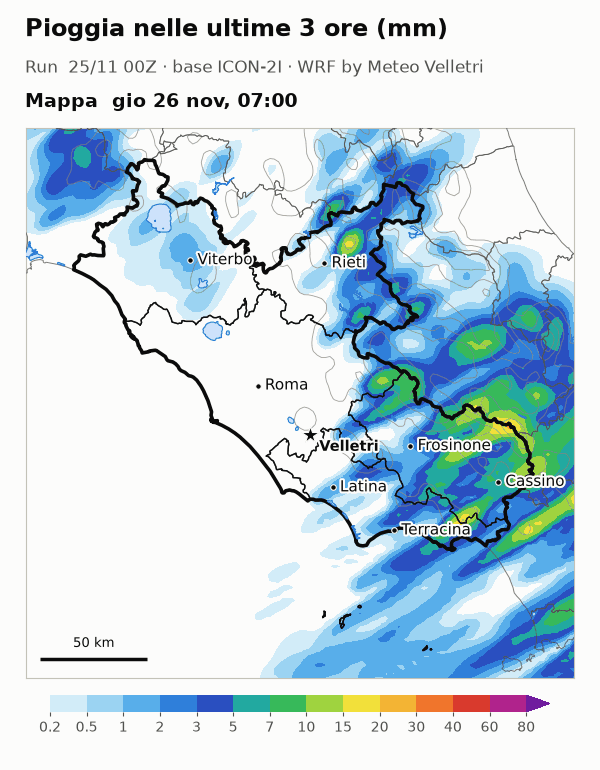 Pioggia nelle ultime 3 ore (mm)
Run  25/11 00Z · base ICON-2I · WRF by Meteo Velletri
Mappa  gio 26 nov, 07:00
Viterbo
Rieti
Roma
Velletri
Frosinone
Cassino
Latina
Terracina
50 km
0.2 0.5 1 2 3 5 7 10 15 20 30 40 60 80